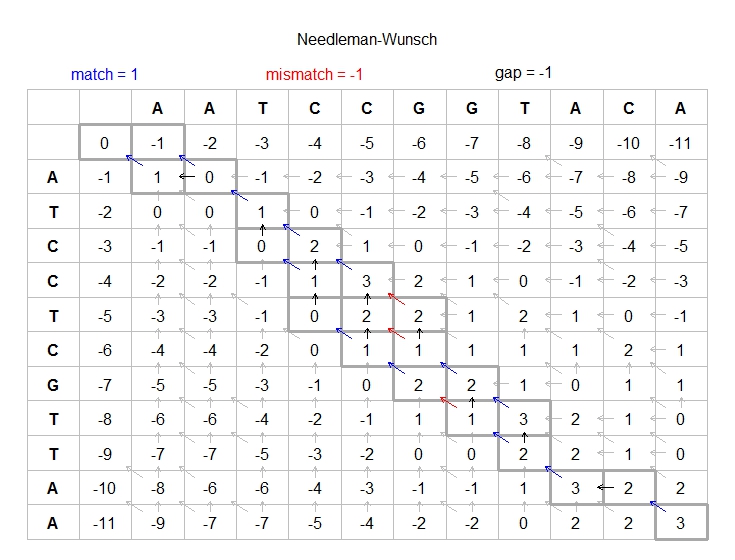 Needleman-Wunsch
match = 1 mismatch = -1 gap = -1
A A T C C G G T A C A
0 -1 -2 -3 -4 -5 -6 -7 -8 -9 -10 -11
A -1 1 0 -1 -2 -3 -4 -5 -6 -7 -8 -9
T -2 0 0 1 0 -1 -2 -3 -4 -5 -6 -7
C -3 -1 -1 0 2 1 0 -1 -2 -3 -4 -5
C -4 -2 -2 -1 1 3 2 1 0 -1 -2 -3
T -5 -3 -3 -1 0 2 2 1 2 1 0 -1
C -6 -4 -4 -2 0 1 1 1 1 1 2 1
G -7 -5 -5 -3 -1 0 2 2 1 0 1 1
T -8 -6 -6 -4 -2 -1 1 1 3 2 1 0
T -9 -7 -7 -5 -3 -2 0 0 2 2 1 0
A -10 -8 -6 -6 -4 -3 -1 -1 1 3 2 2
A -11 -9 -7 -7 -5 -4 -2 -2 0 2 2 3